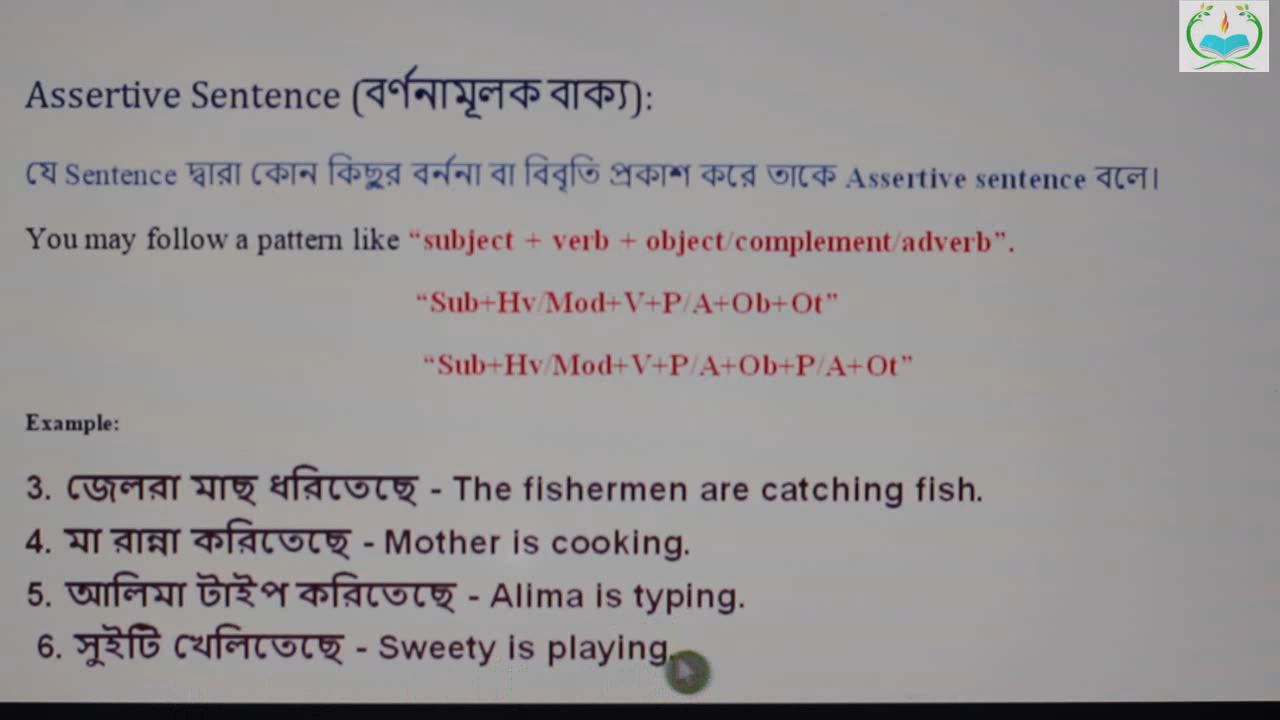 Assertive Sentence (বর্ণনামূলক বাক্য):
যে Sentence দ্বারা কোন কিছুর বর্ননা বা বিবৃতি প্রকাশ করে তাকে Assertive sentence বলে।
You may follow a pattern like “subject + verb + object/complement/adverb”.
“Sub+Hv/Mod+V+P/A+Ob+Ot”
“Sub+Hv/Mod+V+P/A+Ob+P/A+Ot”
Example:
3. জেলরা মাছ ধরিতেছে - The fishermen are catching fish.
4. মা রান্না করিতেছে - Mother is cooking.
5. আলিমা টাইপ করিতেছে - Alima is typing.
6. সুইটি খেলিতেছে - Sweety is playing.